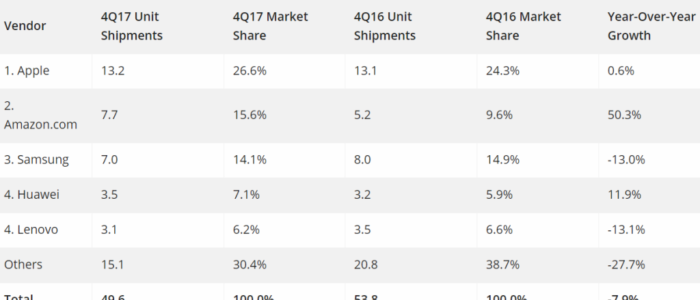 Vendor 4Q17 Unit Shipments 4Q17 Market Share 4Q16 Unit Shipments 4Q16 Market Share Year-Over-Year Growth
1. Apple 13.2 26.6% 13.1 24.3% 0.6%
2. Amazon.com 7.7 15.6% 5.2 9.6% 50.3%
3. Samsung 7.0 14.1% 8.0 14.9% -13.0%
4. Huawei 3.5 7.1% 3.2 5.9% 11.9%
4. Lenovo 3.1 6.2% 3.5 6.6% -13.1%
Others 15.1 30.4% 20.8 38.7% -27.7%
Total 49.6 100.0% 53.8 100.0% -7.9%